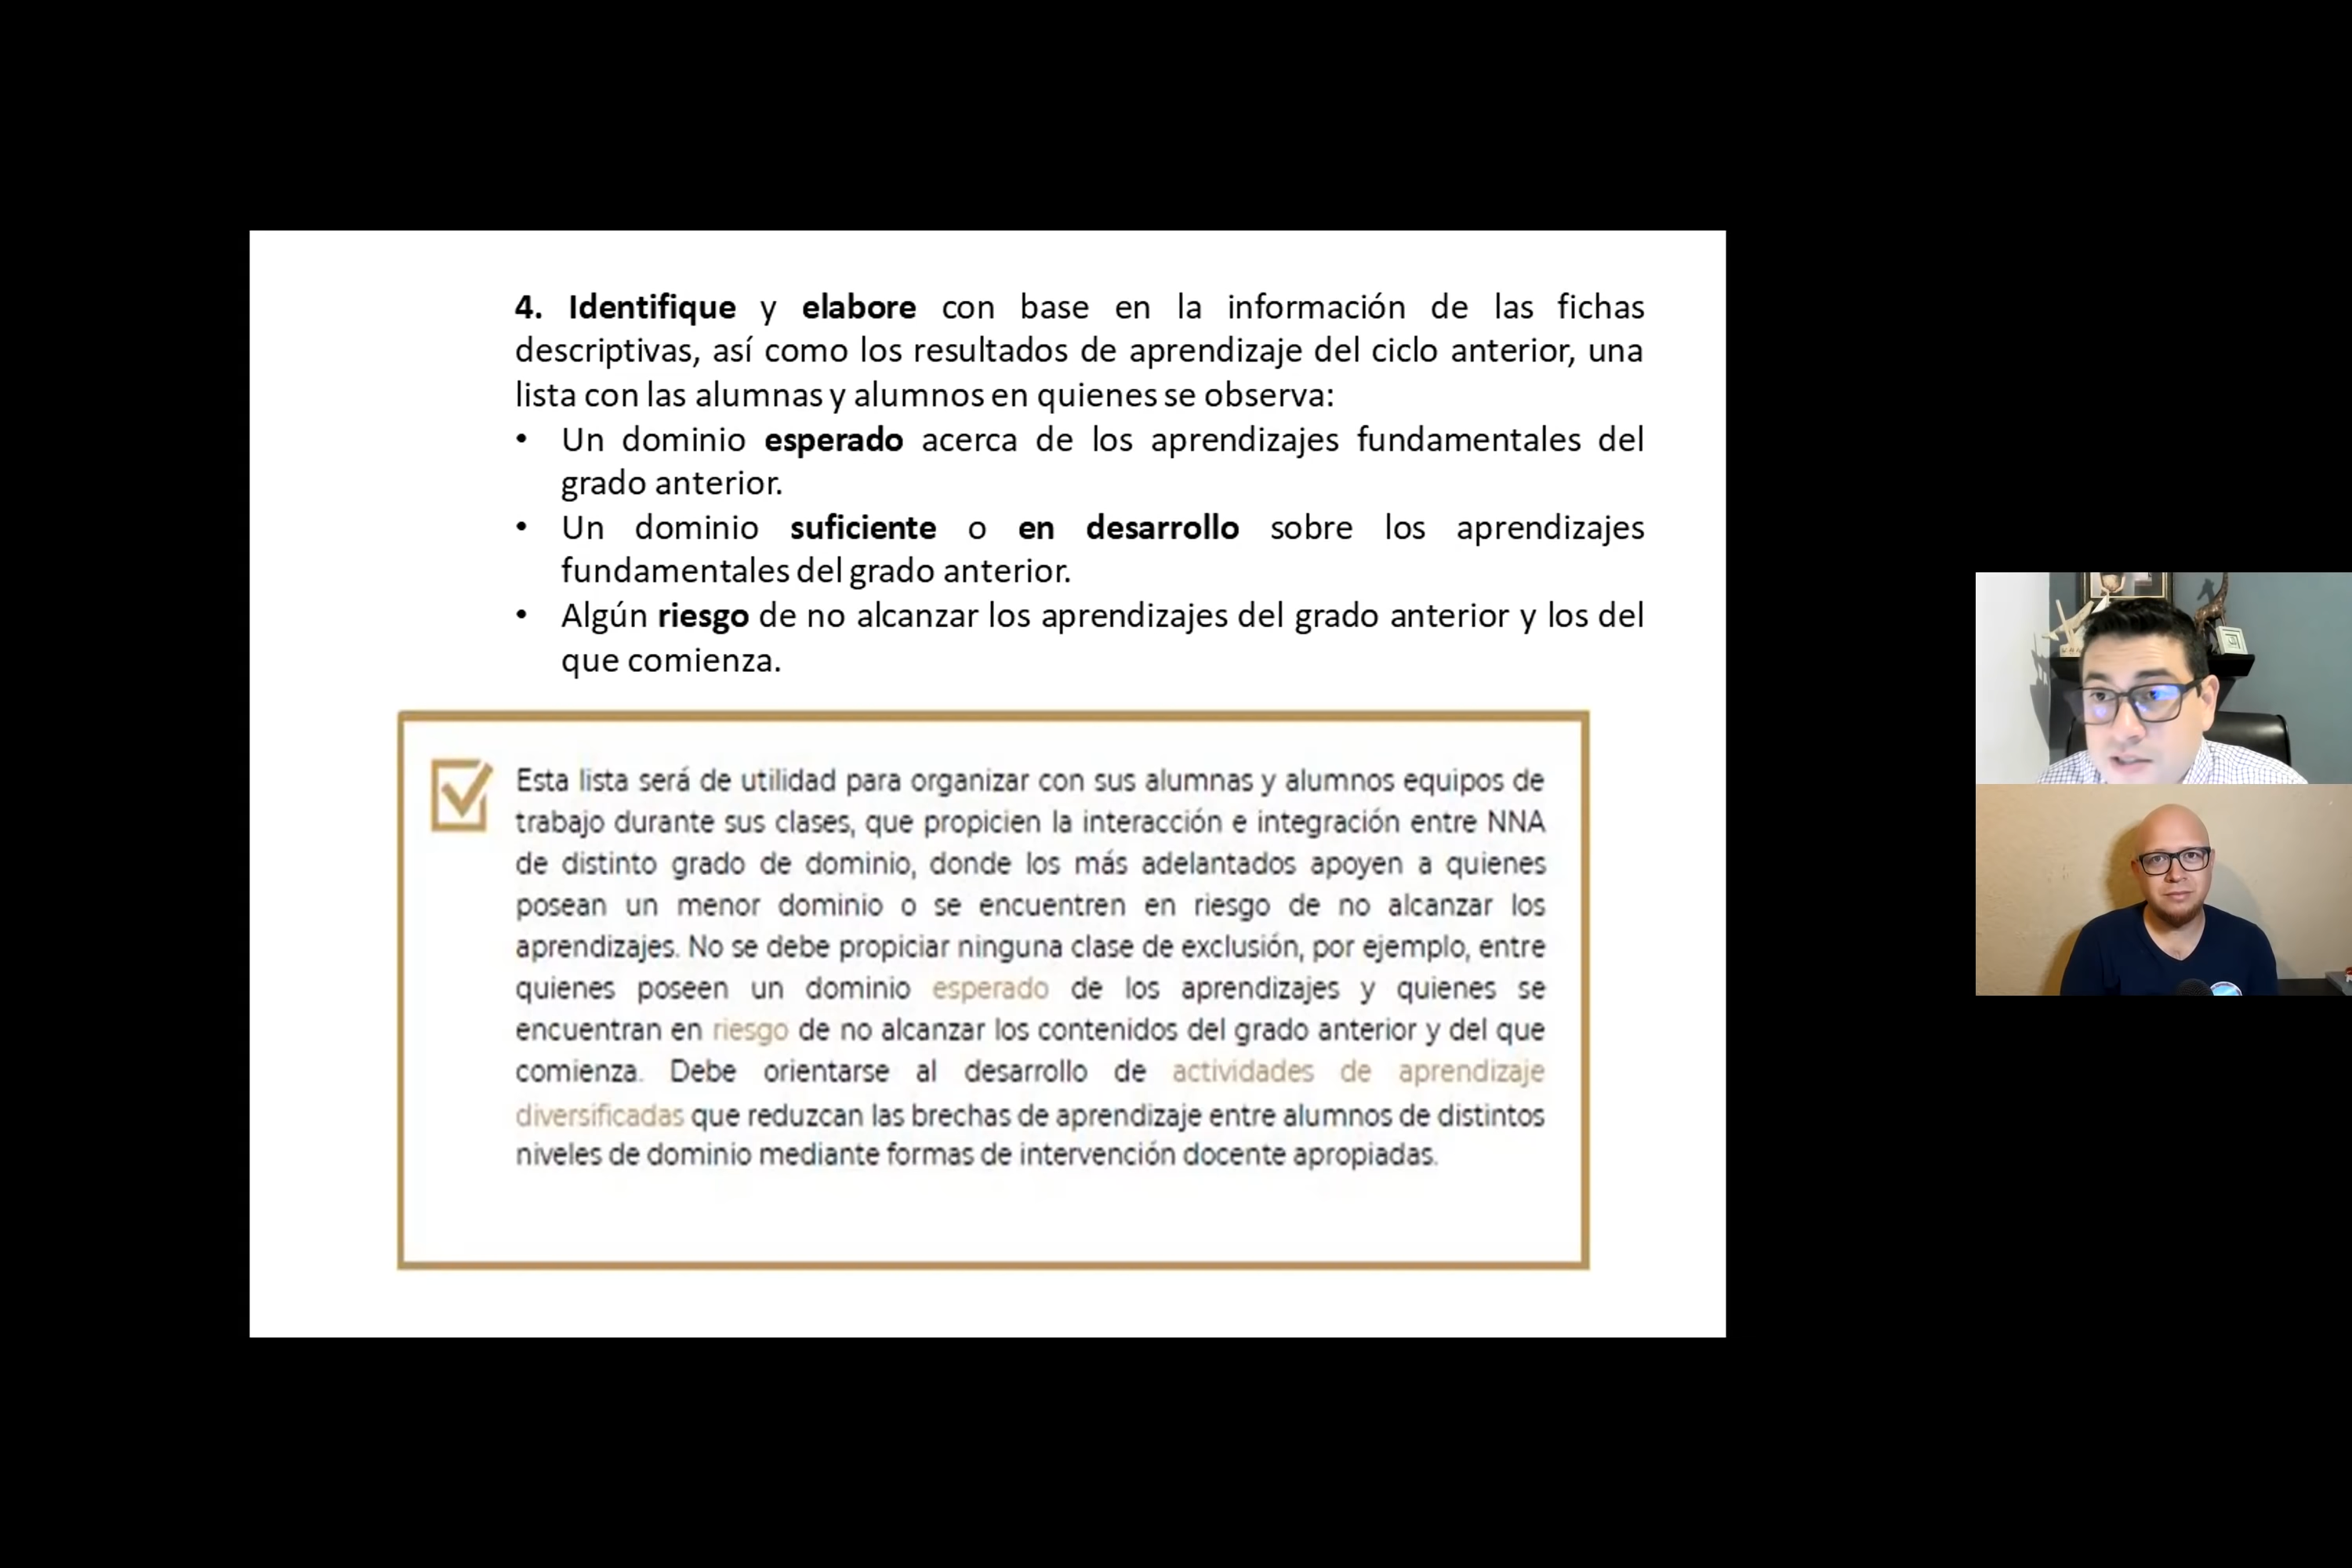 4. Identifique y elabore con base en la información de las fichas
descriptivas, así como los resultados de aprendizaje del ciclo anterior, una
lista con las alumnas y alumnos en quienes se observa:
• Un dominio esperado acerca de los aprendizajes fundamentales del
grado anterior.
• Un dominio suficiente o en desarrollo sobre los aprendizajes
fundamentales del grado anterior.
• Algún riesgo de no alcanzar los aprendizajes del grado anterior y los del
que comienza.
Esta lista será de utilidad para organizar con sus alumnas y alumnos equipos de
trabajo durante sus clases, que propicien la interacción e integración entre NNA
de distinto grado de dominio, donde los más adelantados apoyen a quienes
posean un menor dominio o se encuentren en riesgo de no alcanzar los
aprendizajes. No se debe propiciar ninguna clase de exclusión, por ejemplo, entre
quienes poseen un dominio esperado de los aprendizajes y quienes se
encuentran en riesgo de no alcanzar los contenidos del grado anterior y del que
comienza. Debe orientarse al desarrollo de actividades de aprendizaje
diversificadas que reduzcan las brechas de aprendizaje entre alumnos de distintos
niveles de dominio mediante formas de intervención docente apropiadas.